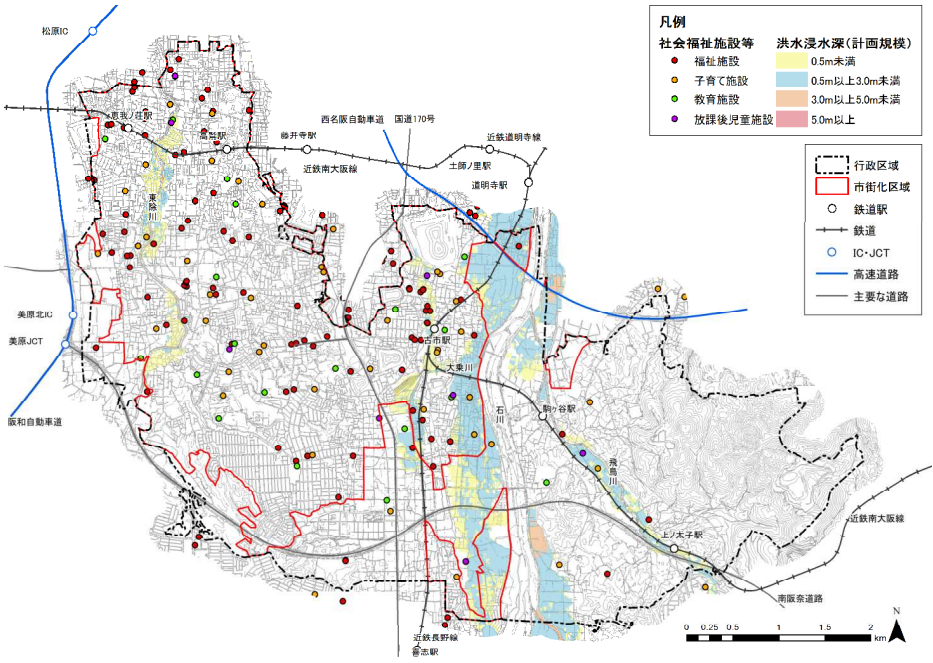 凡例
社会福祉施設等
福祉施設
子育て施設
教育施設
放課後児童施設
洪水浸水深(計画規模)
0.5m未満
0.5m以上3.0m未満
3.0m以上5.0m未満
5.0m以上
行政区域
市街化区域
鉄道駅
鉄道
IC・JCT
高速道路
主要な道路
松原IC
恵我ノ荘駅
高鷲駅
藤井寺駅
西名阪自動車道
国道170号
近鉄道明寺線
近鉄南大阪線
土師ノ里駅
道明寺駅
東除川
美原北IC
美原JCT
古市駅
大乗川
石川
駒ヶ谷駅
阪和自動車道
飛鳥川
近鉄南大阪線
上ノ太子駅
南阪奈道路
近鉄長野線
喜志駅
N
0 0.25 0.5 1 1.5 2
km